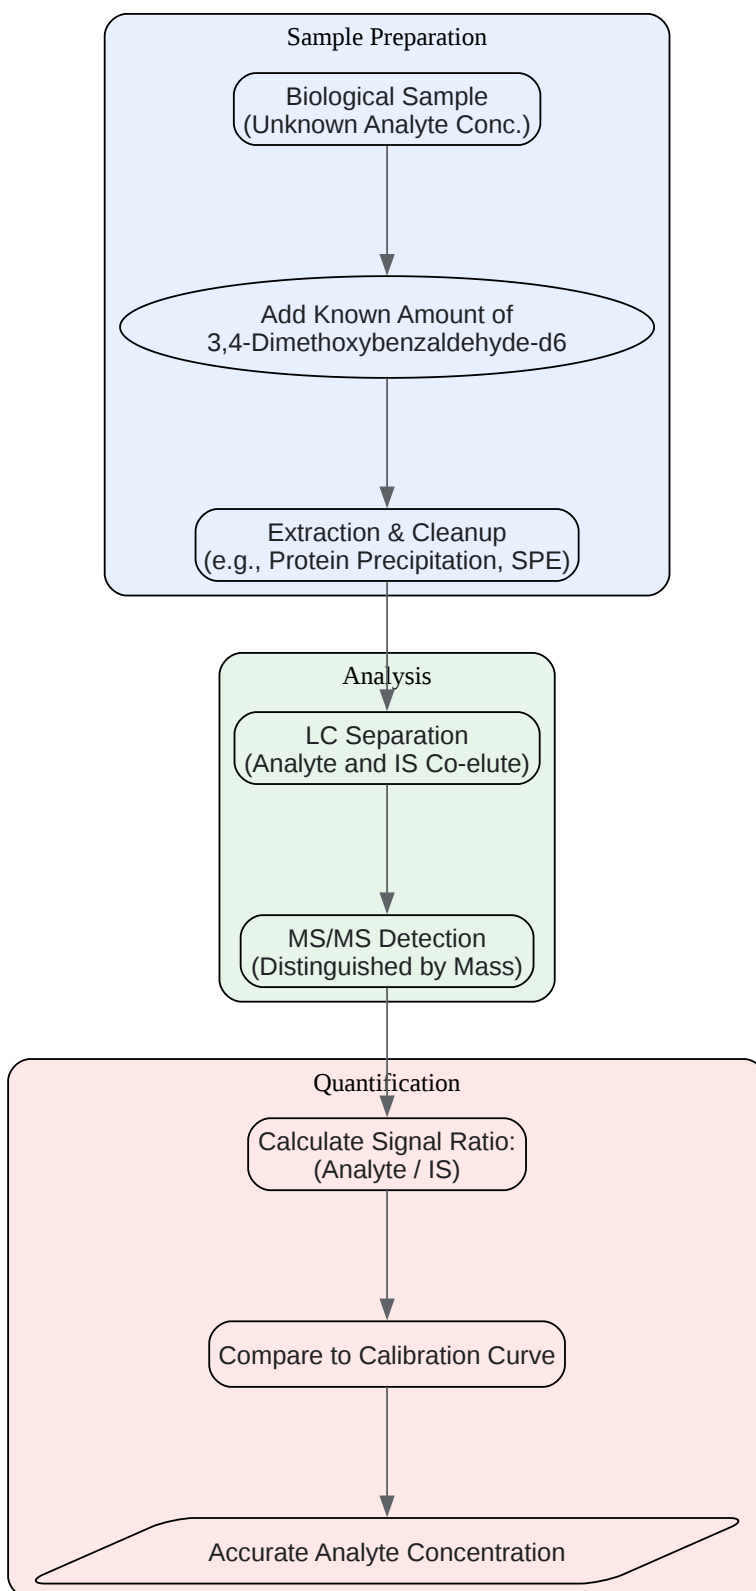 Sample Preparation
Biological Sample
(Unknown Analyte Conc.)
Add Known Amount of
3,4-Dimethoxybenzaldehyde-d6
Extraction & Cleanup
(e.g., Protein Precipitation, SPE)
Analysis
LC Separation
(Analyte and IS Co-elute)
MS/MS Detection
(Distinguished by Mass)
Quantification
Calculate Signal Ratio:
(Analyte / IS)
Compare to Calibration Curve
Accurate Analyte Concentration